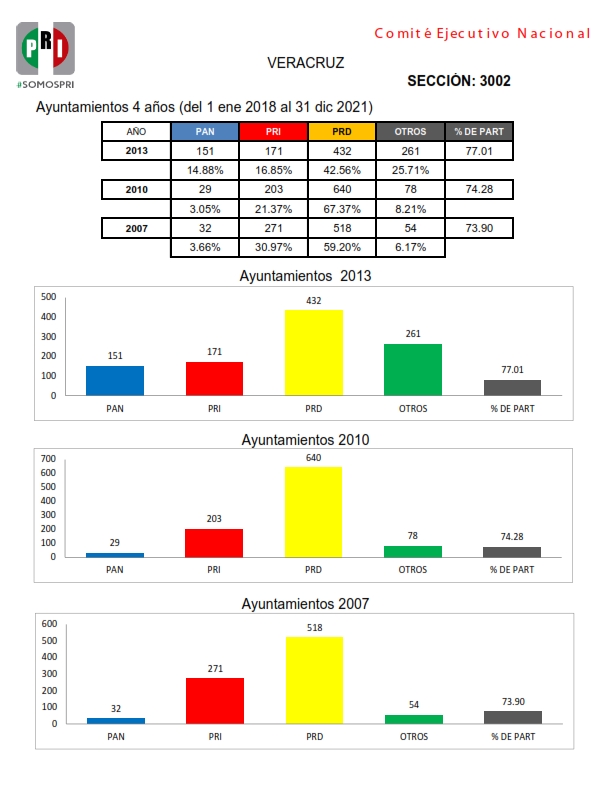 Comité Ejecutivo Nacional
PRI
#SOMOSPRI
VERACRUZ
SECCIÓN: 3002
Ayuntamientos 4 años (del 1 ene 2018 al 31 dic 2021)
AÑO PAN PRI PRD OTROS % DE PART
2013 151 171 432 261 77.01
14.88% 16.85% 42.56% 25.71%
2010 29 203 640 78 74.28
3.05% 21.37% 67.37% 8.21%
2007 32 271 518 54 73.90
3.66% 30.97% 59.20% 6.17%
Ayuntamientos 2013
500
400
300
200
100
0
151 171 432 261 77.01
PAN PRI PRD OTROS % DE PART
Ayuntamientos 2010
700
600
500
400
300
200
100
0
29 203 640 78 74.28
PAN PRI PRD OTROS % DE PART
Ayuntamientos 2007
600
500
400
300
200
100
0
32 271 518 54 73.90
PAN PRI PRD OTROS % DE PART